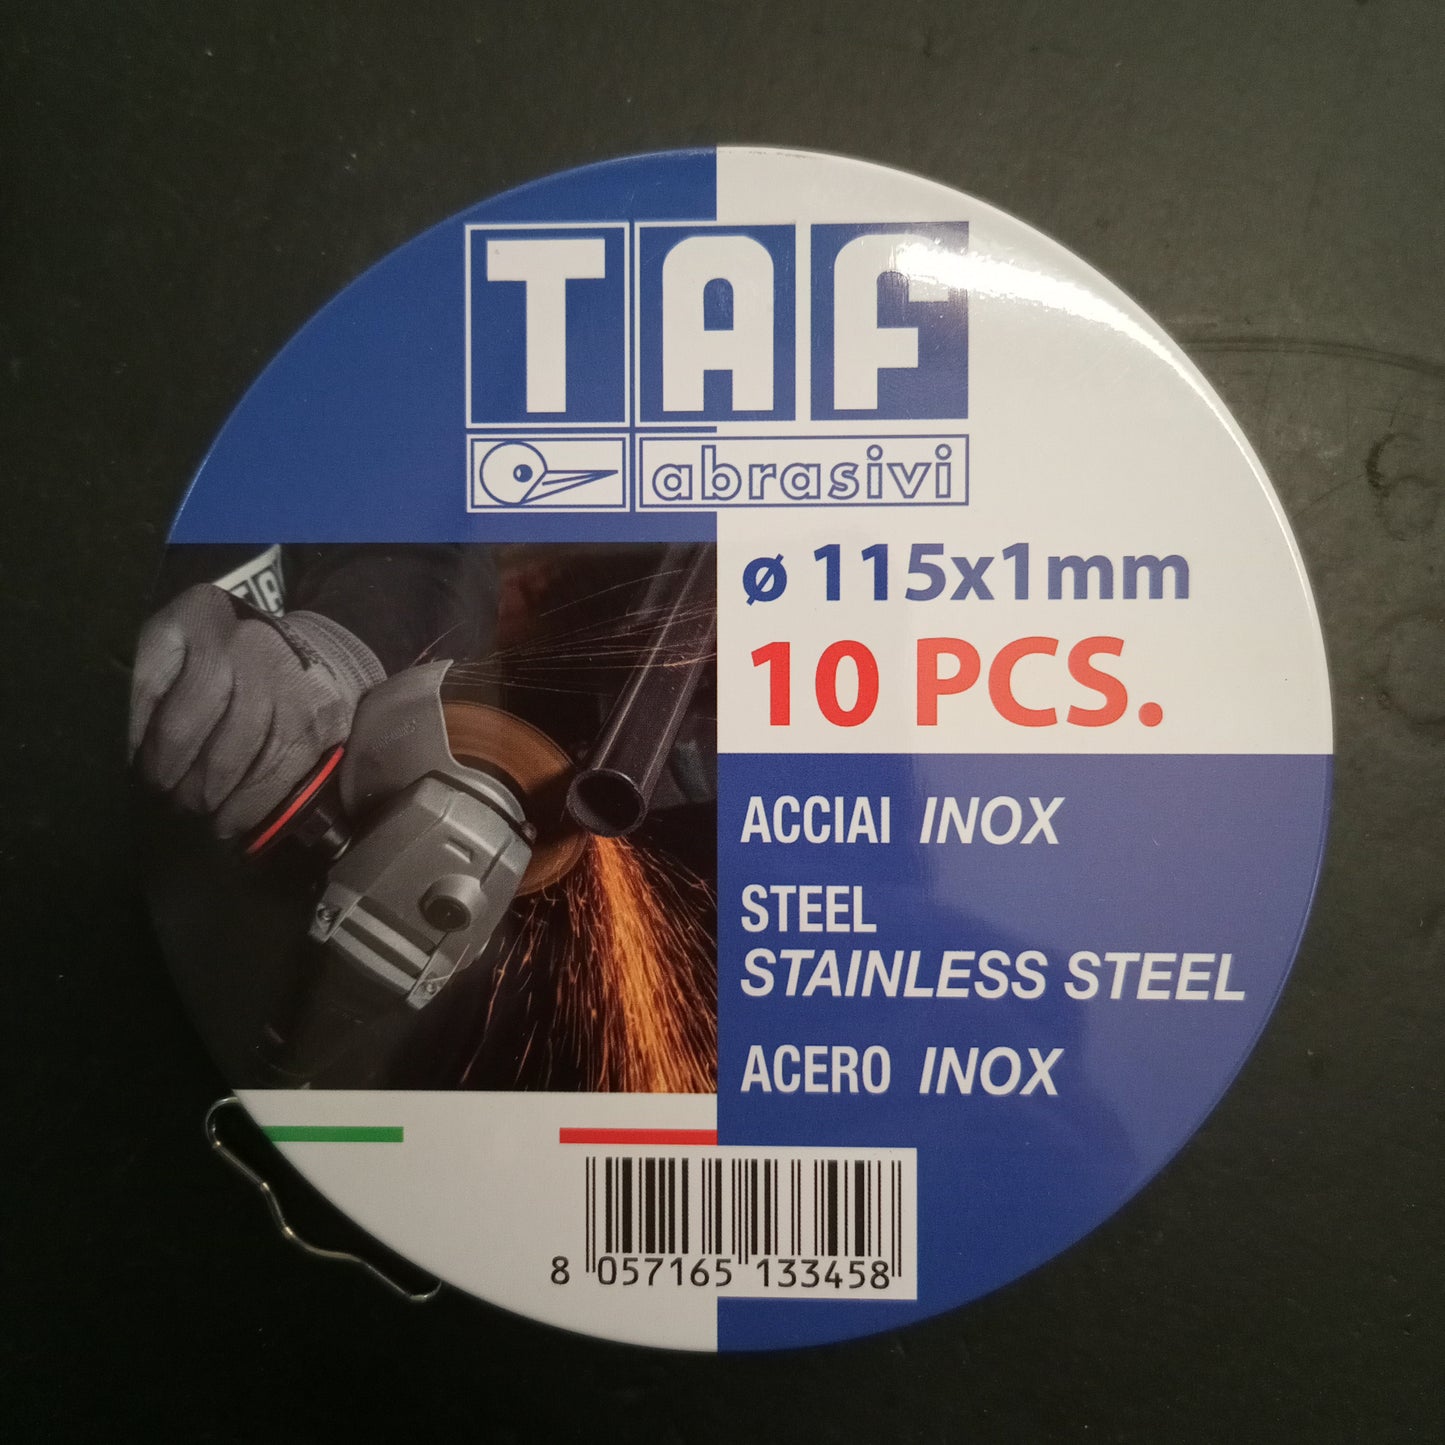 TAF
abrasivi
ø 115x1mm
10 PCS.
ACCIAI INOX
STEEL
STAINLESS STEEL
ACERO INOX
8 057165 133458